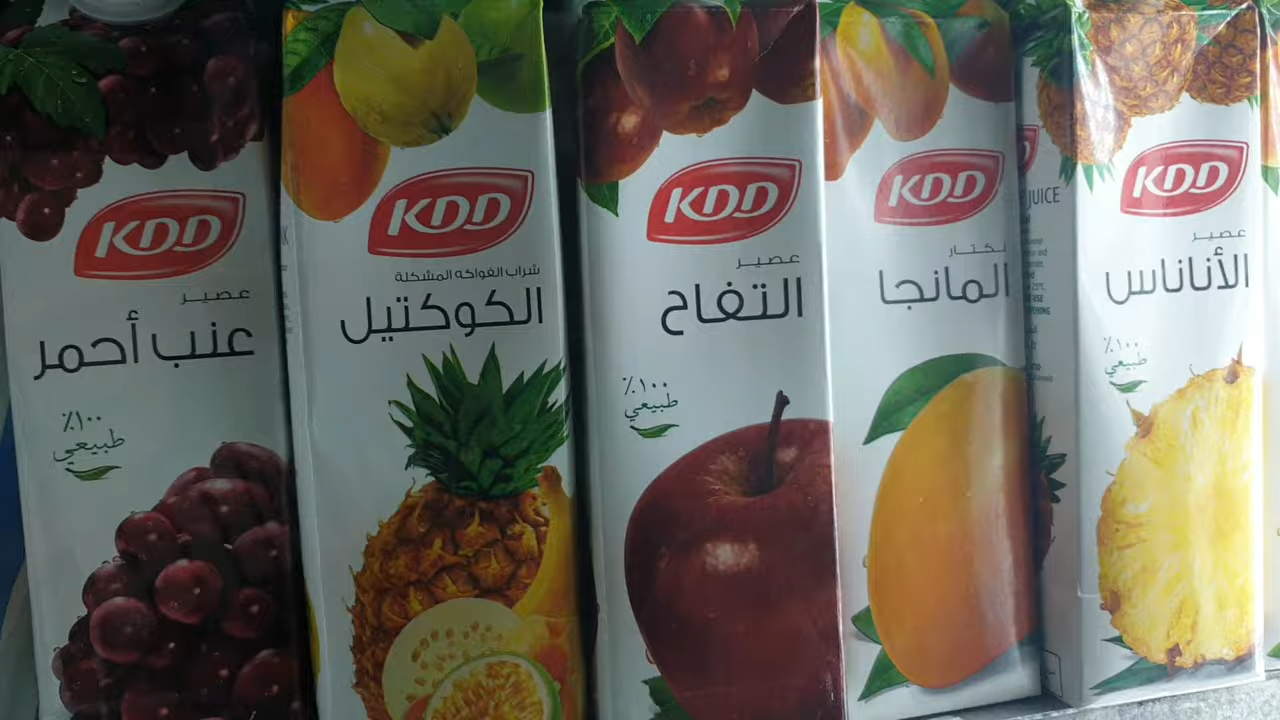 KDD
عصير
عنب أحمر
٪١٠٠
طبيعي
KDD
شراب الفواكه المشكلة
الكوكتيل
KDD
عصير
التفاح
٪١٠٠
طبيعي
KDD
نكتار
المانجا
JUICE
KDD
عصير
الأناناس
٪١٠٠
طبيعي